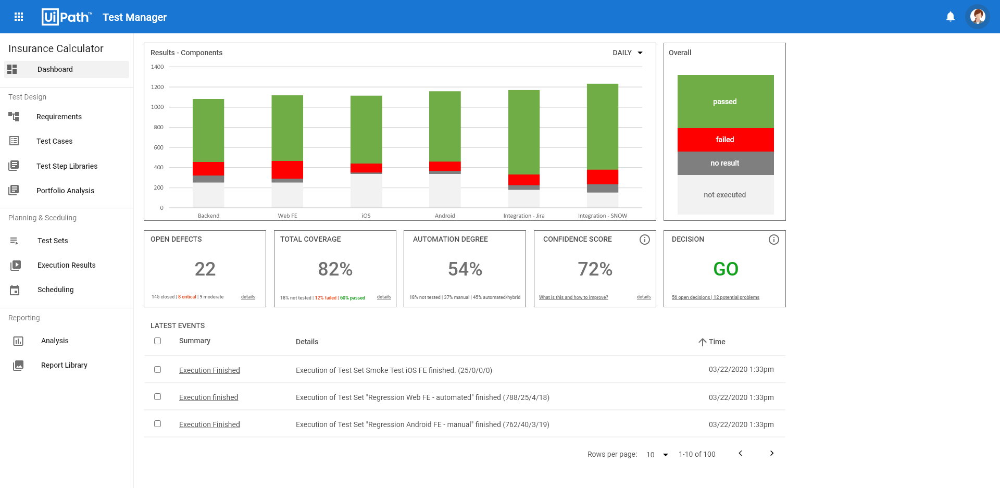 UiPath™ Test Manager
Insurance Calculator
Dashboard
Test Design
Requirements
Test Cases
Test Step Libraries
Portfolio Analysis
Planning & Sceduling
Test Sets
Execution Results
Scheduling
Reporting
Analysis
Report Library
Results - Components DAILY
1400
1200
1000
800
600
400
200
0
Backend Web FE iOS Android Integration - Jira Integration - SNOW
Overall
passed
failed
no result
not executed
OPEN DEFECTS
22
145 closed | 8 critical | 9 moderate details
TOTAL COVERAGE
82%
18% not tested | 12% failed | 60% passed details
AUTOMATION DEGREE
54%
18% not tested | 37% manual | 45% automated/hybrid
CONFIDENCE SCORE
72%
What is this and how to improve? details
DECISION
GO
56 open decisions | 12 potential problems
LATEST EVENTS
Summary Details Time
Execution Finished Execution of Test Set Smoke Test iOS FE finished. (25/0/0/0) 03/22/2020 1:33pm
Execution finished Execution of Test Set "Regression Web FE - automated" finished (788/25/4/18) 03/22/2020 1:33pm
Execution Finished Execution of Test Set "Regression Android FE - manual" finished (762/40/3/19) 03/22/2020 1:33pm
Rows per page: 10 1-10 of 100